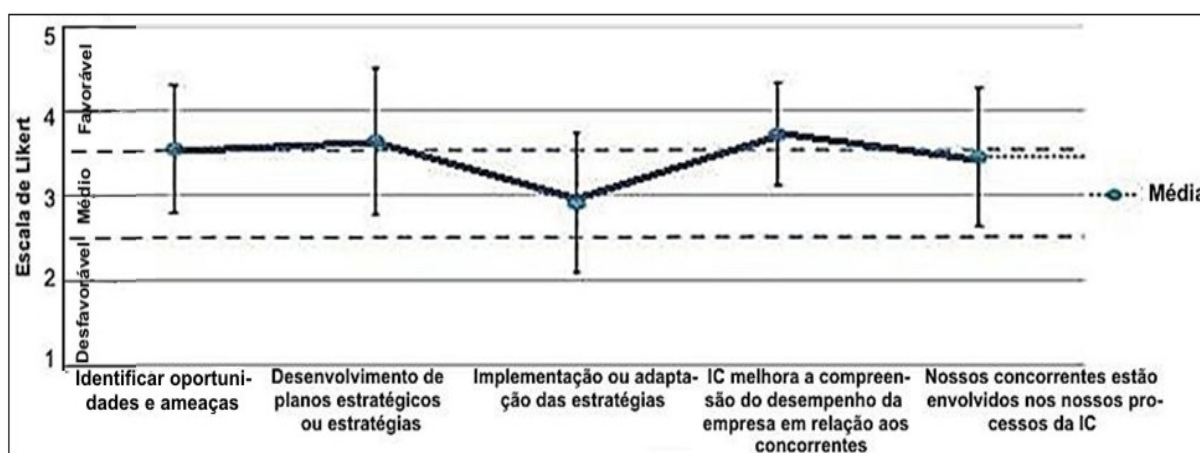 5
4
3
2
1
Escala de Likert
Favorável
Médio
Desfavorável
Média
Identificar oportuni-
dades e ameaças
Desenvolvimento de
planos estratégicos
ou estratégias
Implementação ou adapta-
ção das estratégias
IC melhora a compreen-
são do desempenho da
empresa em relação aos
concorrentes
Nossos concorrentes estão
envolvidos nos nossos pro-
cessos da IC